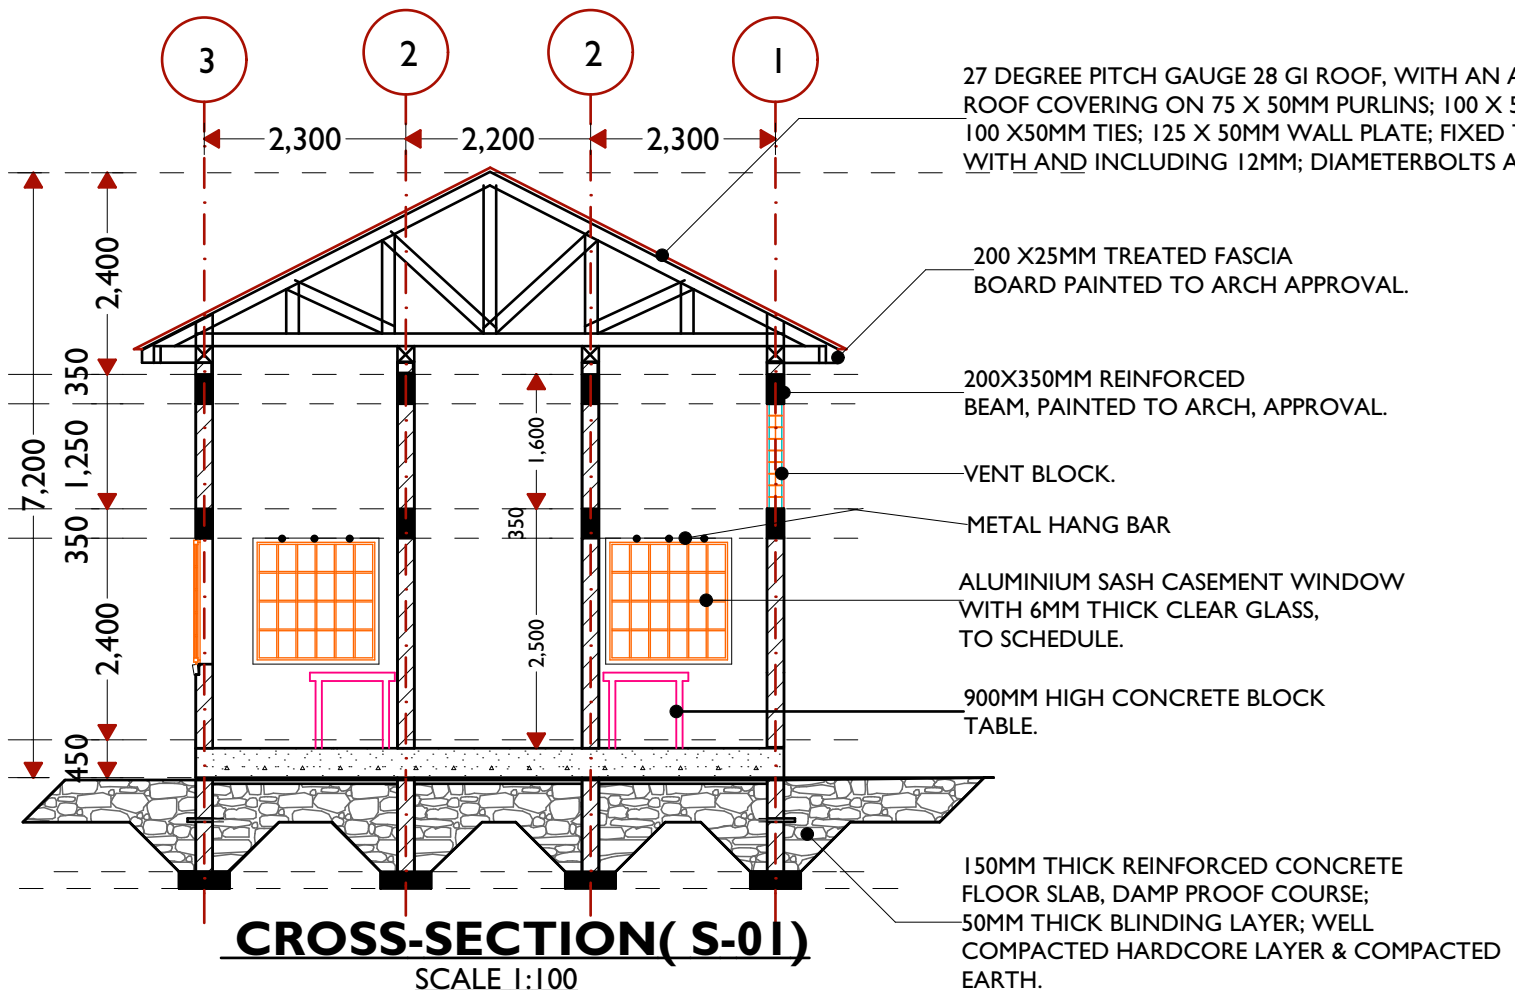 3
2
2
1
2,300
2,200
2,300
27 DEGREE PITCH GAUGE 28 GI ROOF, WITH AN
ROOF COVERING ON 75 X 50MM PURLINS; 100 X
100 X50MM TIES; 125 X 50MM WALL PLATE; FIXED
WITH AND INCLUDING 12MM; DIAMETERBOLTS
200 X25MM TREATED FASCIA
BOARD PAINTED TO ARCH APPROVAL.
200X350MM REINFORCED
BEAM, PAINTED TO ARCH, APPROVAL.
VENT BLOCK.
METAL HANG BAR
ALUMINIUM SASH CASEMENT WINDOW
WITH 6MM THICK CLEAR GLASS,
TO SCHEDULE.
900MM HIGH CONCRETE BLOCK
TABLE.
150MM THICK REINFORCED CONCRETE
FLOOR SLAB, DAMP PROOF COURSE;
50MM THICK BLINDING LAYER; WELL
COMPACTED HARDCORE LAYER & COMPACTED
EARTH.
7,200
2,400
350
1,250
350
2,400
450
1,600
350
2,500
CROSS-SECTION( S-01)
SCALE 1:100